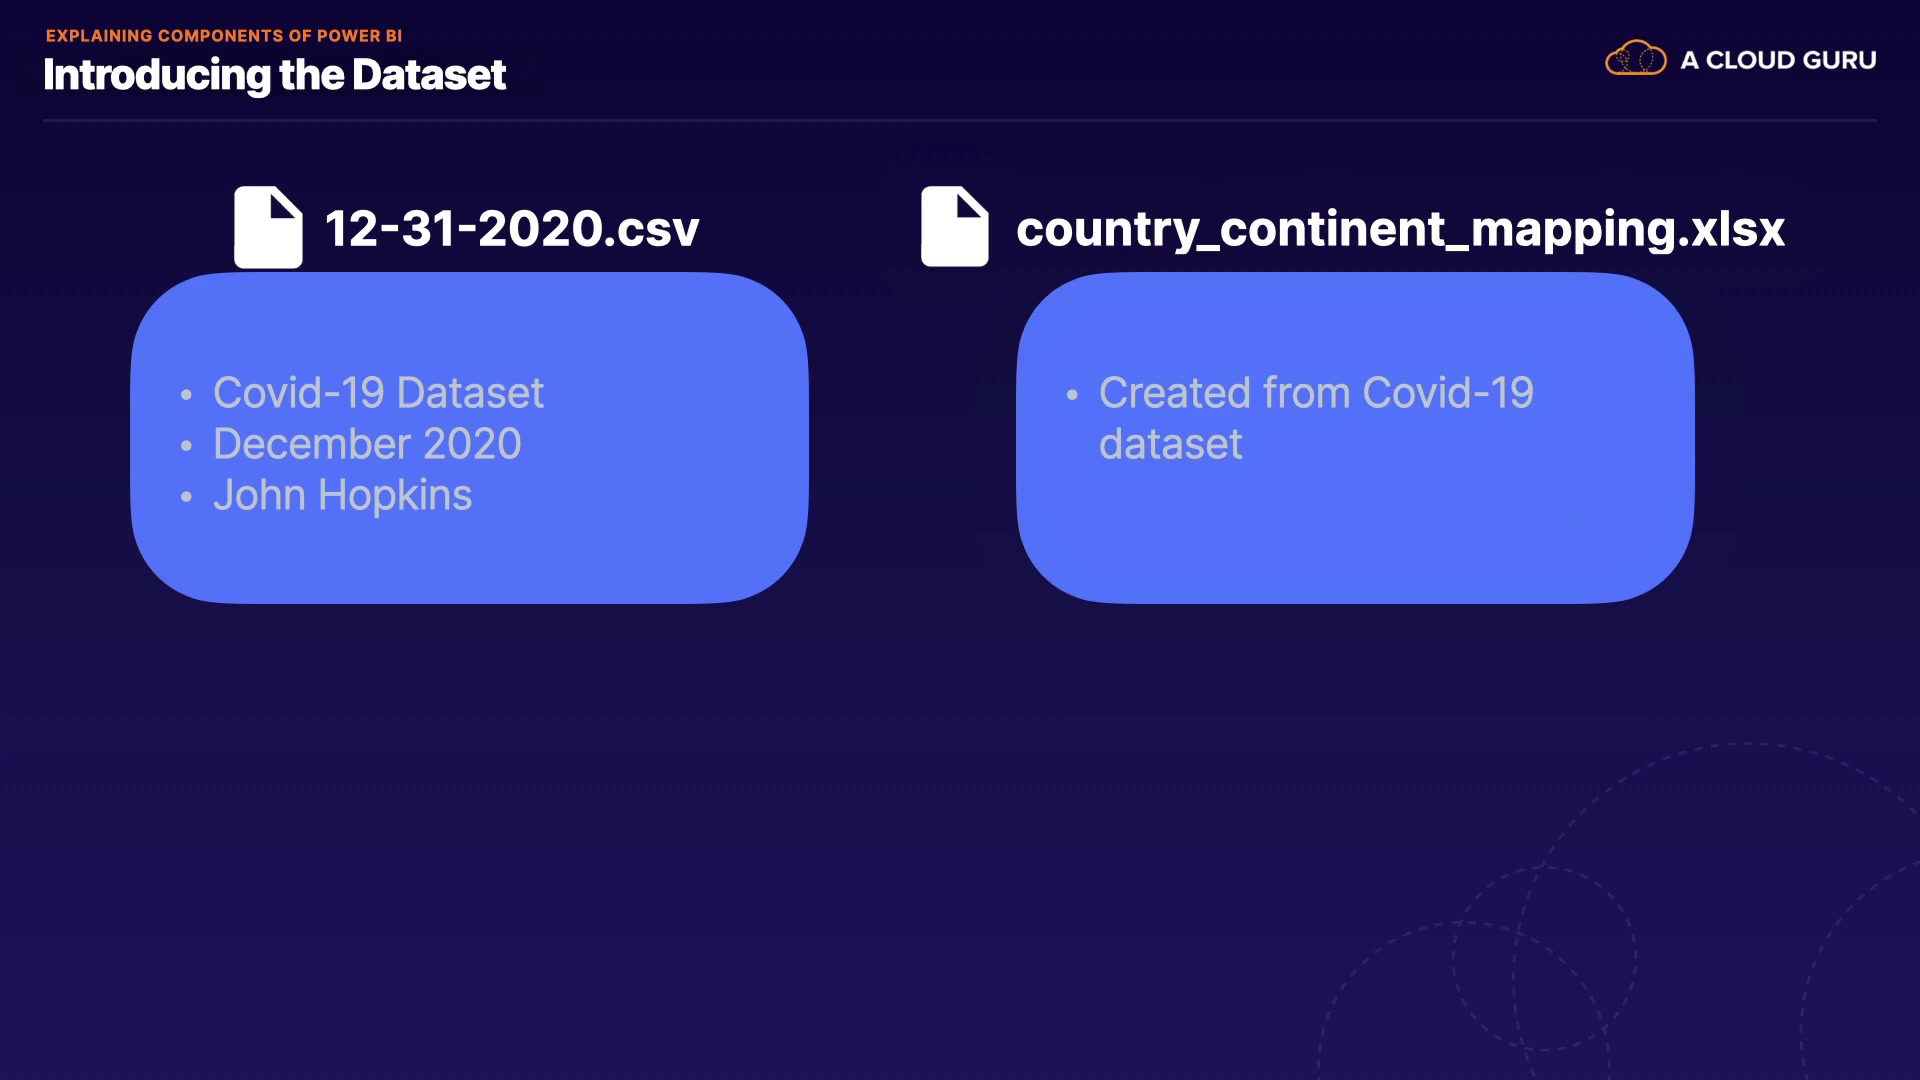 EXPLAINING COMPONENTS OF POWER BI
Introducing the Dataset
A CLOUD GURU
12-31-2020.csv
• Covid-19 Dataset
• December 2020
• John Hopkins
country_continent_mapping.xlsx
• Created from Covid-19
dataset